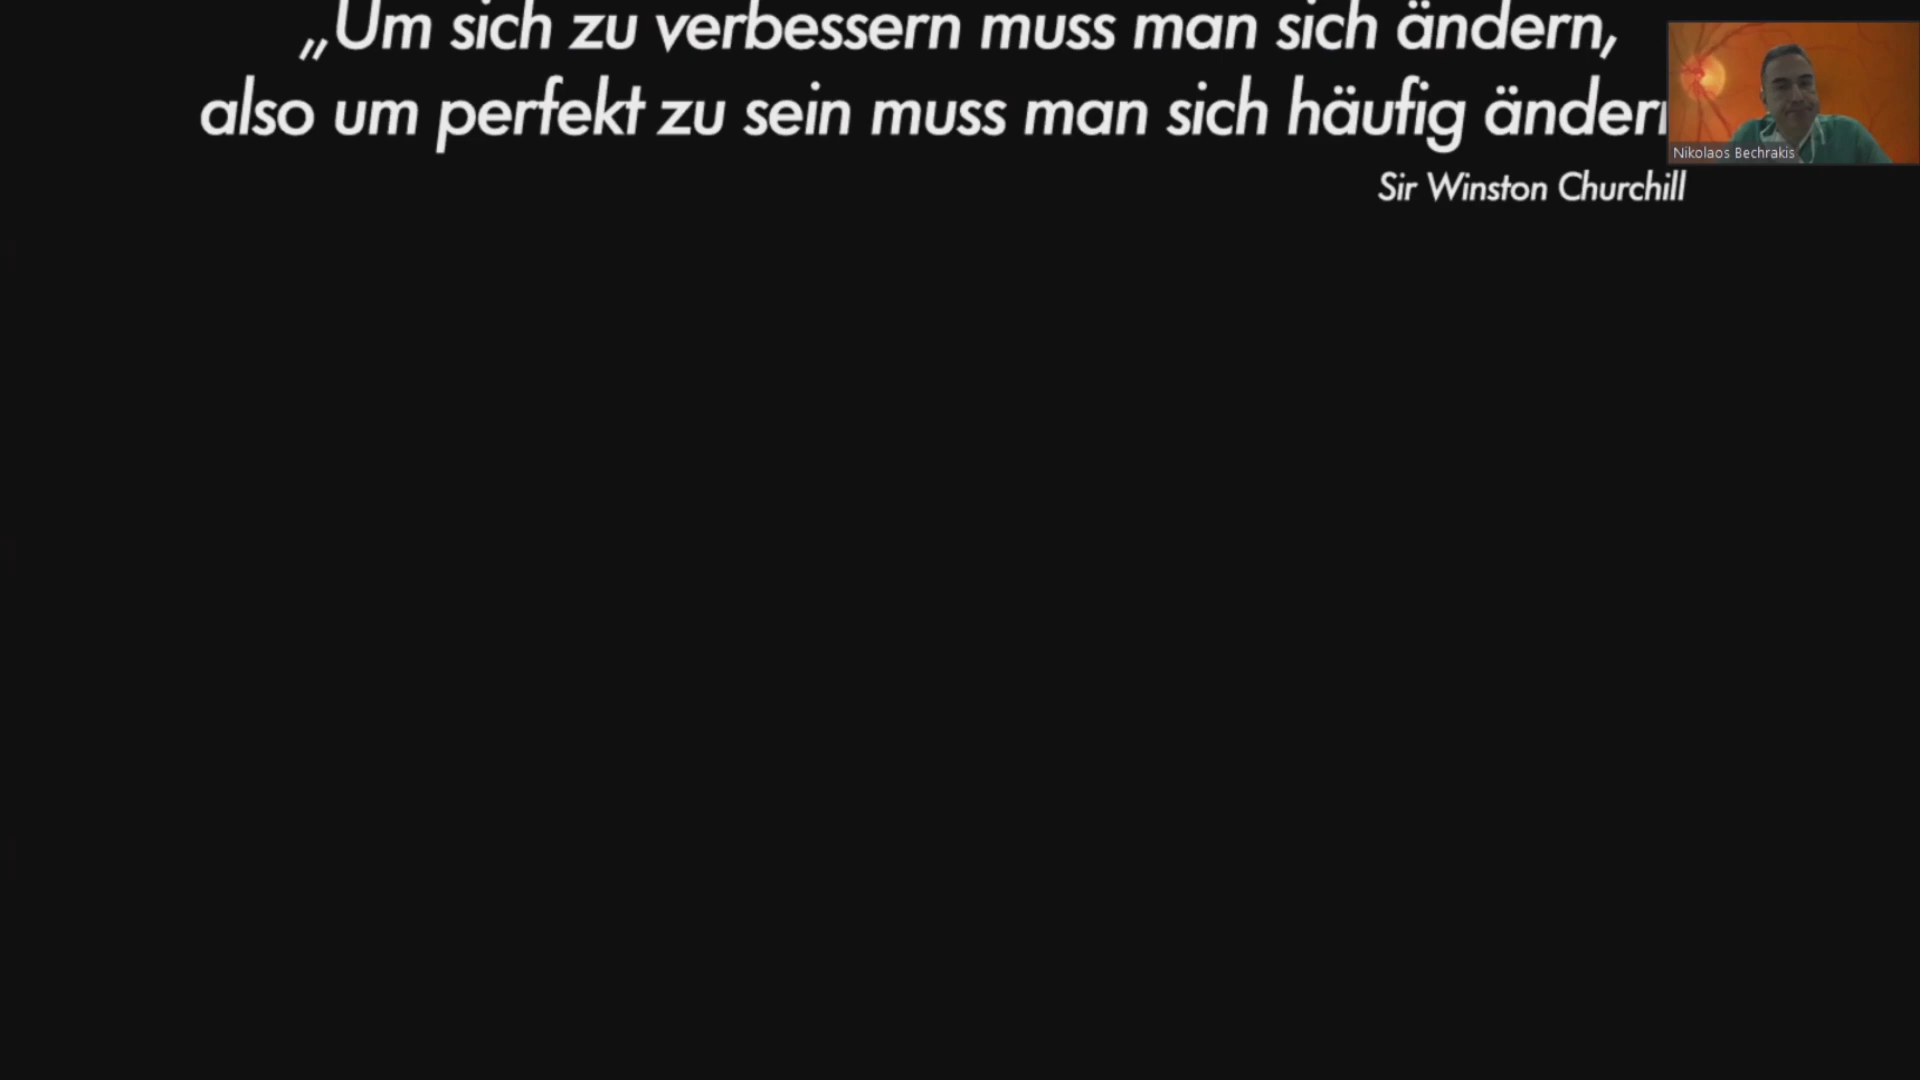 „Um sich zu verbessern muss man sich ändern,
also um perfekt zu sein muss man sich häufig
Sir Winston Churchill
Nikolaos Bechrakis